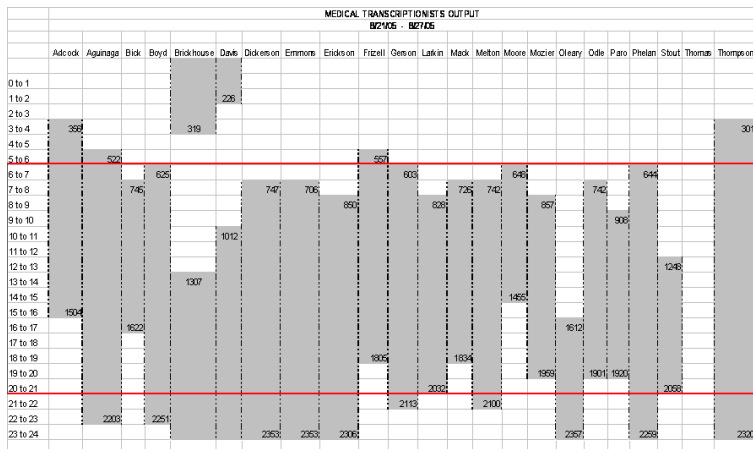 MEDICAL TRANSCRIPTIONISTS OUTPUT
8/21/05 - 8/27/05
Adcock Aguinaga Bick Boyd Brickhouse Davis Dickerson Emmons Erickson Frizell Gerson Larkin Mack Melton Moore Mozier Oleary Odle Paro Phelan Stout Thomas Thompson
0 to 1
1 to 2 226
2 to 3
3 to 4 356 319 301
4 to 5
5 to 6 522 557
6 to 7 625 603 648 644
7 to 8 745 747 706 726 742 742
8 to 9 850 828 857
9 to 10 908
10 to 11 1012
11 to 12
12 to 13 1248
13 to 14 1307
14 to 15 1455
15 to 16 1504
16 to 17 1622 1612
17 to 18
18 to 19 1805 1834
19 to 20 1959 1901 1920
20 to 21 2032 2058
21 to 22 2113 2100
22 to 23 2203 2251
23 to 24 2353 2353 2306 2357 2259 2320